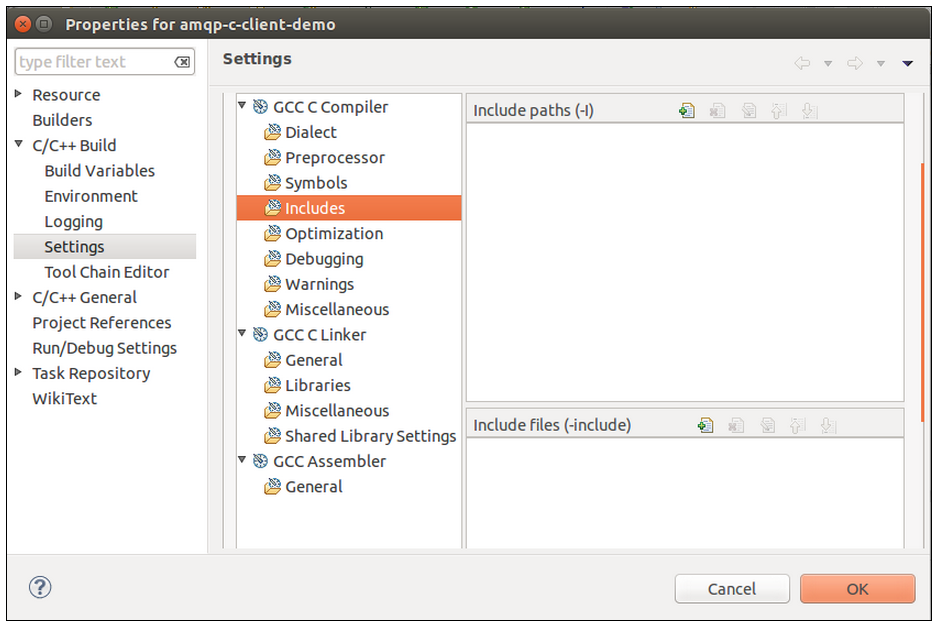 Properties for amqp-c-client-demo
type filter text
Resource
Builders
C/C++ Build
Build Variables
Environment
Logging
Settings
Tool Chain Editor
C/C++ General
Project References
Run/Debug Settings
Task Repository
WikiText
Settings
GCC C Compiler
Dialect
Preprocessor
Symbols
Includes
Optimization
Debugging
Warnings
Miscellaneous
GCC C Linker
General
Libraries
Miscellaneous
Shared Library Settings
GCC Assembler
General
Include paths (-I)
Include files (-include)
?
Cancel
OK